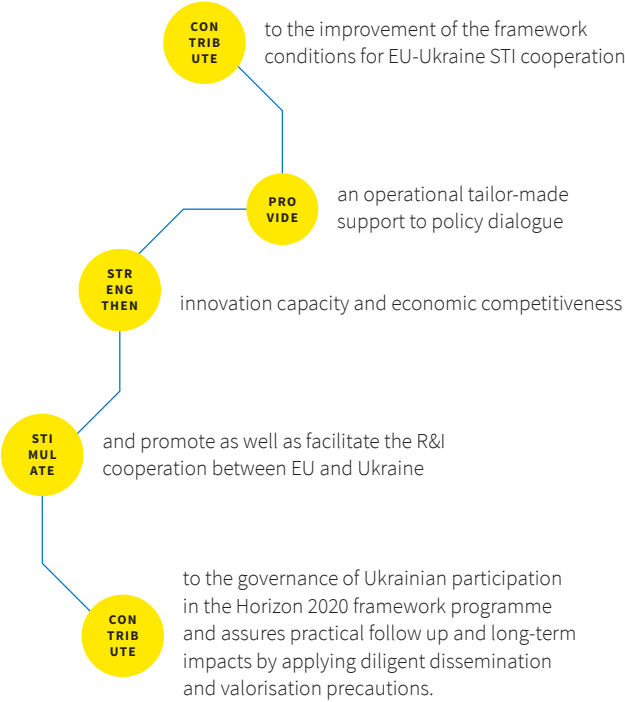 CON
TRIB
UTE
to the improvement of the framework
conditions for EU-Ukraine STI cooperation
PRO
VIDE
an operational tailor-made
support to policy dialogue
STR
ENG
THEN
innovation capacity and economic competitiveness
STI
MUL
ATE
and promote as well as facilitate the R&I
cooperation between EU and Ukraine
CON
TRIB
UTE
to the governance of Ukrainian participation
in the Horizon 2020 framework programme
and assures practical follow up and long-term
impacts by applying diligent dissemination
and valorisation precautions.